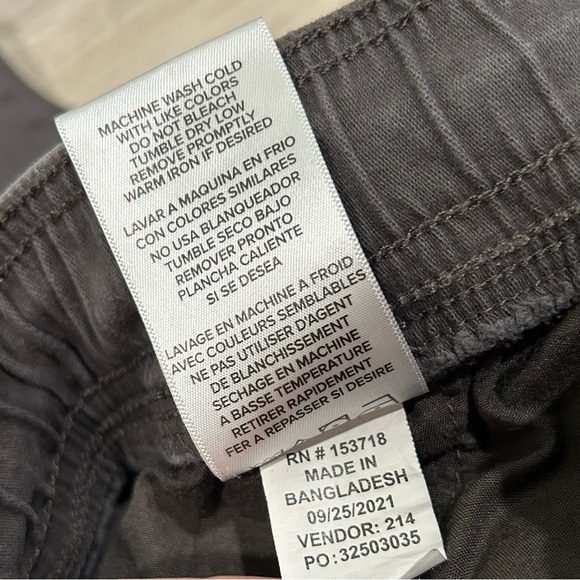 MACHINE WASH COLD
WITH LIKE COLORS
DO NOT BLEACH
TUMBLE DRY LOW
REMOVE PROMPTLY
WARM IRON IF DESIRED
LAVAR A MAQUINA EN FRIO
CON COLORES SIMILARES
NO USA BLANQUEADOR
TUMBLE SECO BAJO
REMOVER PRONTO
PLANCHA CALIENTE
SI SE DESEA
LAVAGE EN MACHINE A FROID
AVEC COULEURS SEMBLABLES
NE PAS UTILISER D'AGENT
DE BLANCHISSEMENT
SECHAGE EN MACHINE
A BASSE TEMPERATURE
RETIRER RAPIDEMENT
FER A REPASSER SI DESIRE
RN # 153718
MADE IN
BANGLADESH
09/25/2021
VENDOR: 214
PO:32503035